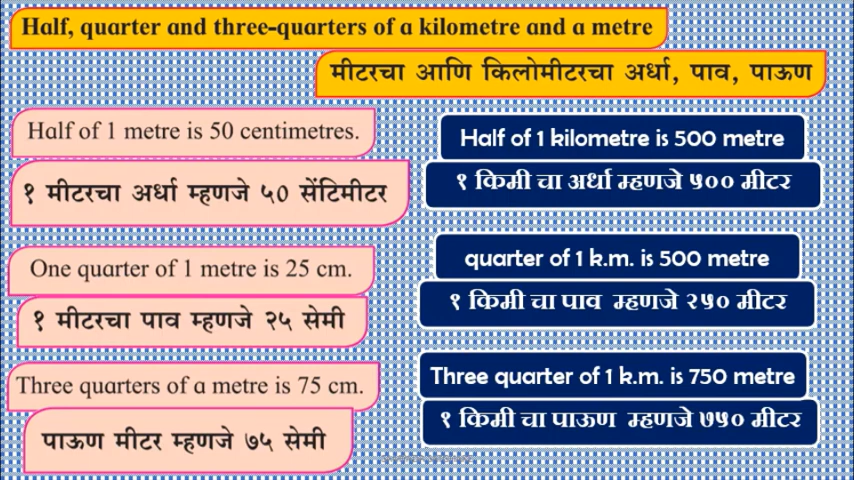 Half, quarter and three-quarters of a kilometre and a metre
मीटरचा आणि किलोमीटरचा अर्धा, पाव, पाऊण
Half of 1 metre is 50 centimetres.
१ मीटरचा अर्धा म्हणजे ५० सेंटिमीटर
One quarter of 1 metre is 25 cm.
१ मीटरचा पाव म्हणजे २५ सेमी
Three quarters of a metre is 75 cm.
पाऊण मीटर म्हणजे ७५ सेमी
Half of 1 kilometre is 500 metre
१ किमी चा अर्धा म्हणजे ५०० मीटर
quarter of 1 k.m. is 500 metre
१ किमी चा पाव म्हणजे २५० मीटर
Three quarter of 1 k.m. is 750 metre
१ किमी चा पाऊण म्हणजे ७५० मीटर